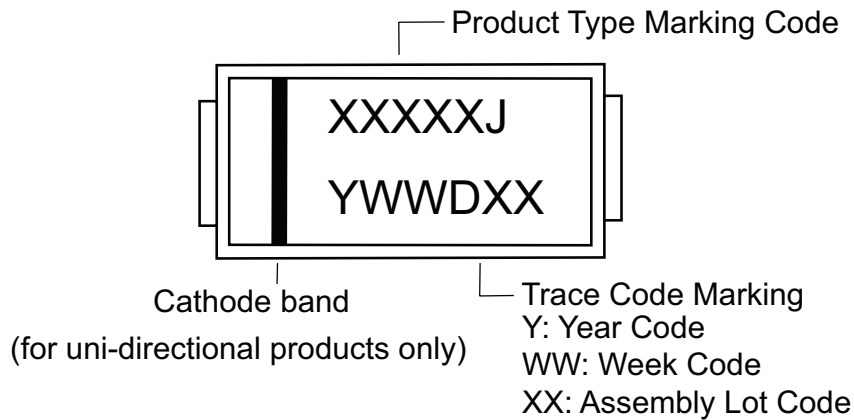 Product Type Marking Code
XXXXXJ
YWWDXX
Cathode band
(for uni-directional products only)
Trace Code Marking
Y: Year Code
WW: Week Code
XX: Assembly Lot Code